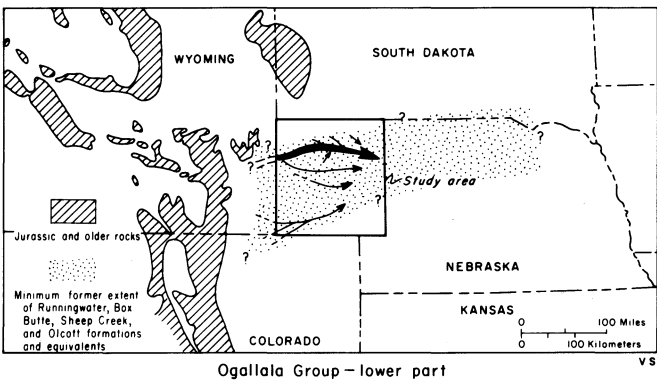 WYOMING
SOUTH DAKOTA
?
?
?
?
Study area
?
Jurassic and older rocks
?
NEBRASKA
Minimum former extent
of Runningwater, Box
Butte, Sheep Creek,
and Olcott formations
and equivalents
KANSAS
0 100 Miles
0 100 Kilometers
COLORADO
VS
Ogallala Group — lower part